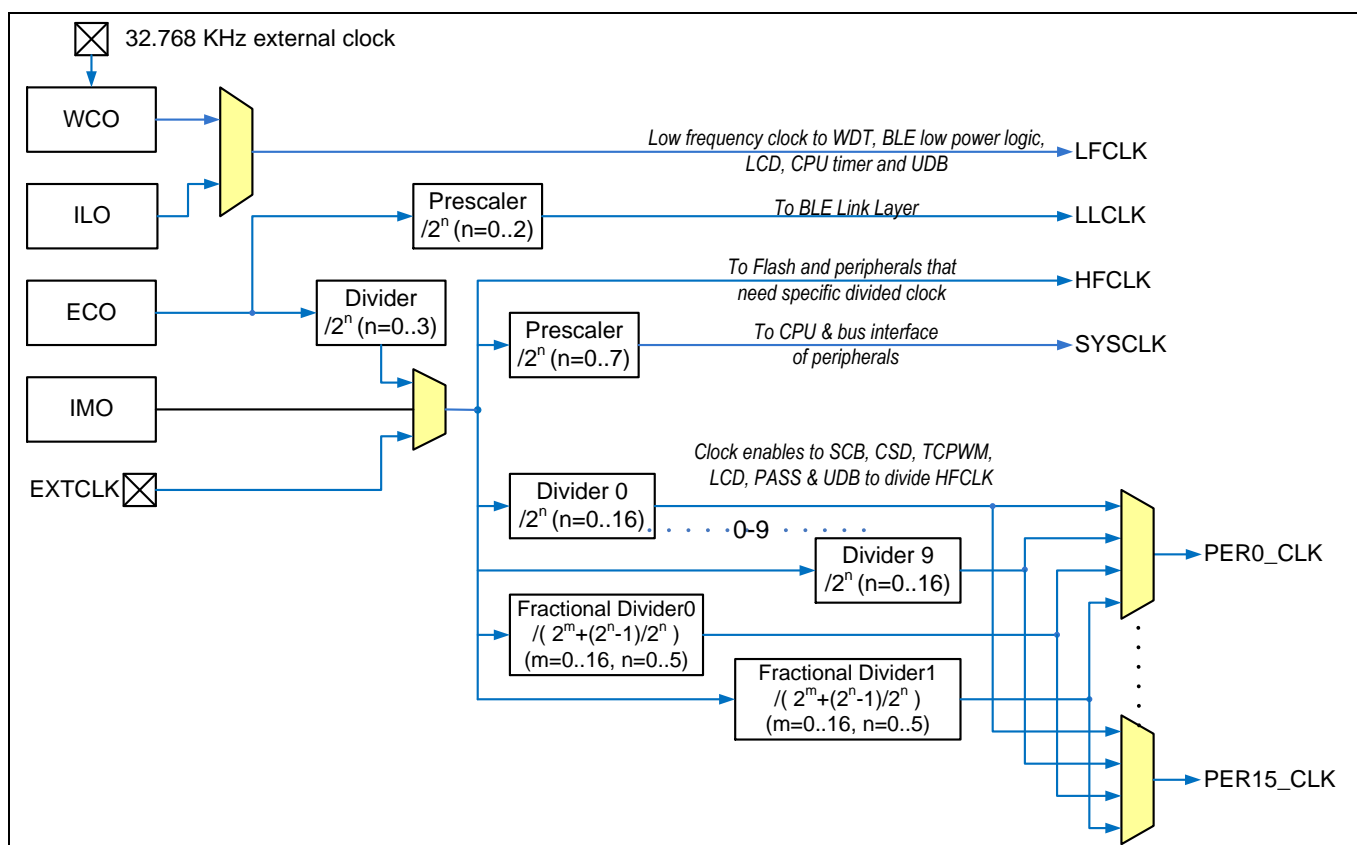 32.768 KHz external clock
WCO
Low frequency clock to WDT, BLE low power logic,
LCD, CPU timer and UDB
LFCLK
ILO
Prescaler
/2ⁿ (n=0..2)
To BLE Link Layer
LLCLK
ECO
Divider
/2ⁿ (n=0..3)
To Flash and peripherals that
need specific divided clock
HFCLK
Prescaler
/2ⁿ (n=0..7)
To CPU & bus interface
of peripherals
SYSCLK
IMO
EXTCLK
Clock enables to SCB, CSD, TCPWM,
LCD, PASS & UDB to divide HFCLK
Divider 0
/2ⁿ (n=0..16)
0-9
Divider 9
/2ⁿ (n=0..16)
PER0_CLK
Fractional Divider0
/( 2ᵐ+(2ⁿ-1)/2ⁿ )
(m=0..16, n=0..5)
Fractional Divider1
/( 2ᵐ+(2ⁿ-1)/2ⁿ )
(m=0..16, n=0..5)
PER15_CLK